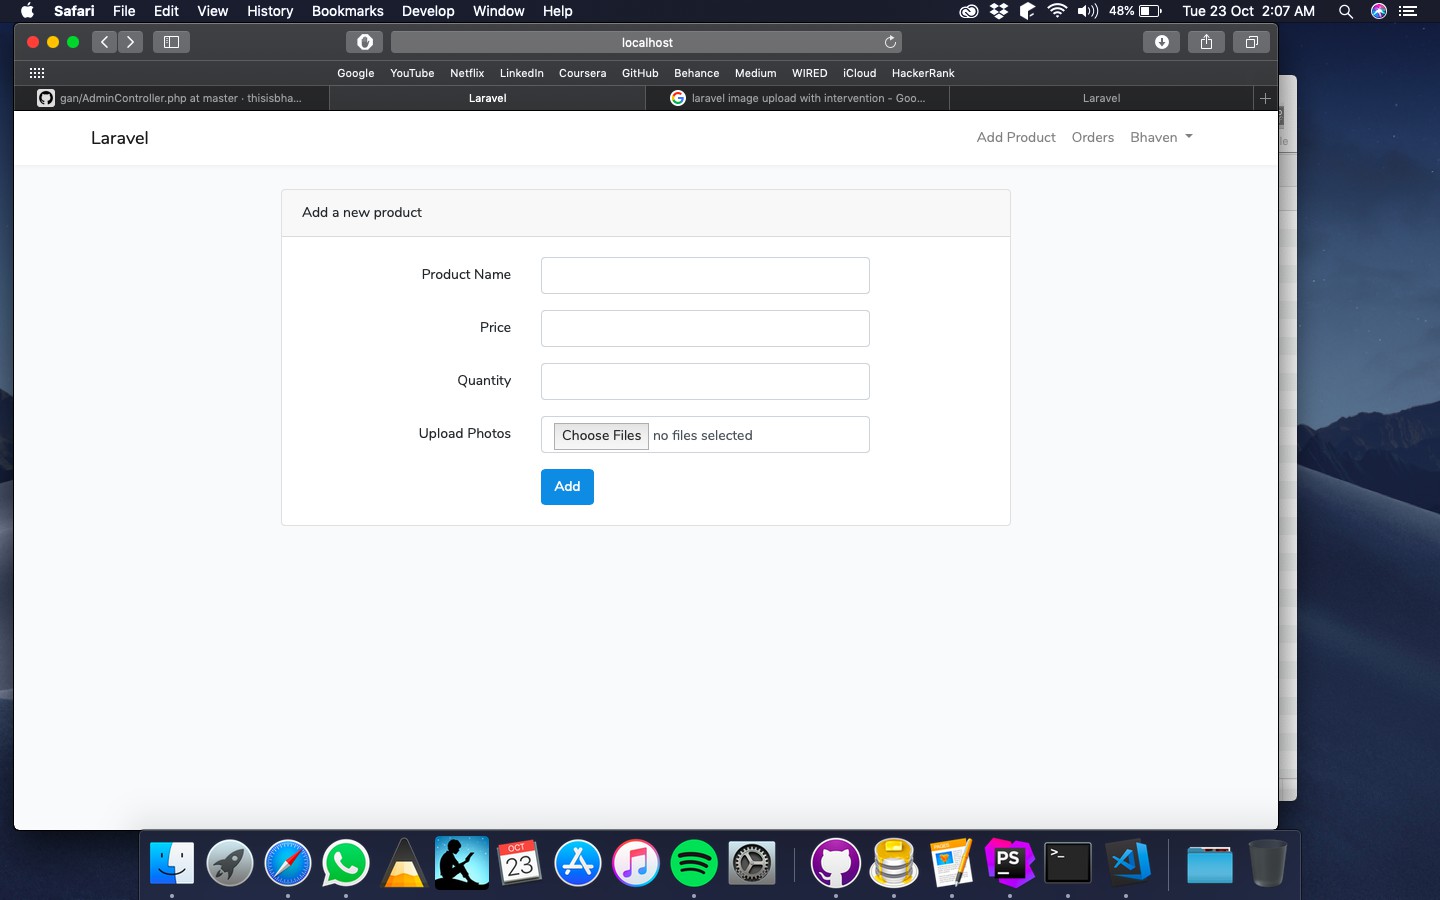 Safari File Edit View History Bookmarks Develop Window Help 48% Tue 23 Oct 2:07 AM
localhost
Google YouTube Netflix LinkedIn Coursera GitHub Behance Medium WIRED iCloud HackerRank
gan/AdminController.php at master · thisisbha... Laravel laravel image upload with intervention - Goo... Laravel
Laravel Add Product Orders Bhaven
Add a new product
Product Name
Price
Quantity
Upload Photos Choose Files no files selected
Add
OCT
23
PAGES
PS
>_